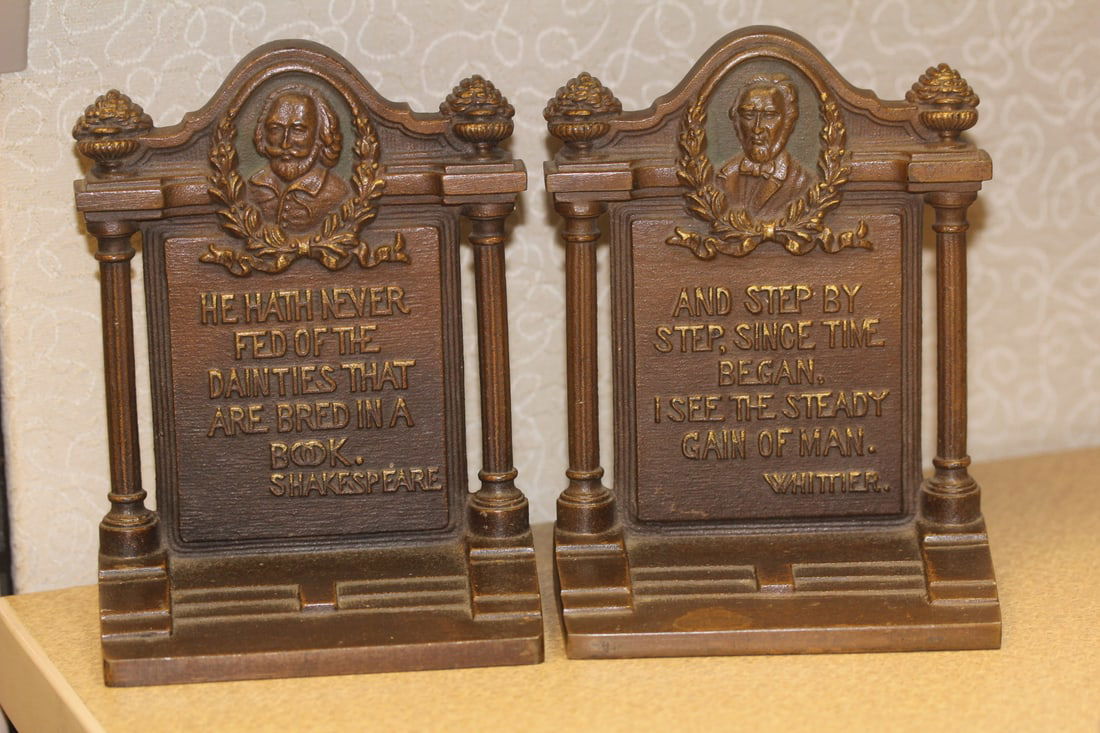 HE HATH NEVER
FED OF THE
DAINTIES THAT
ARE BRED IN A
BOOK.
SHAKESPEARE
AND STEP BY
STEP, SINCE TIME
BEGAN.
I SEE THE STEADY
GAIN OF MAN.
WHITTIER.